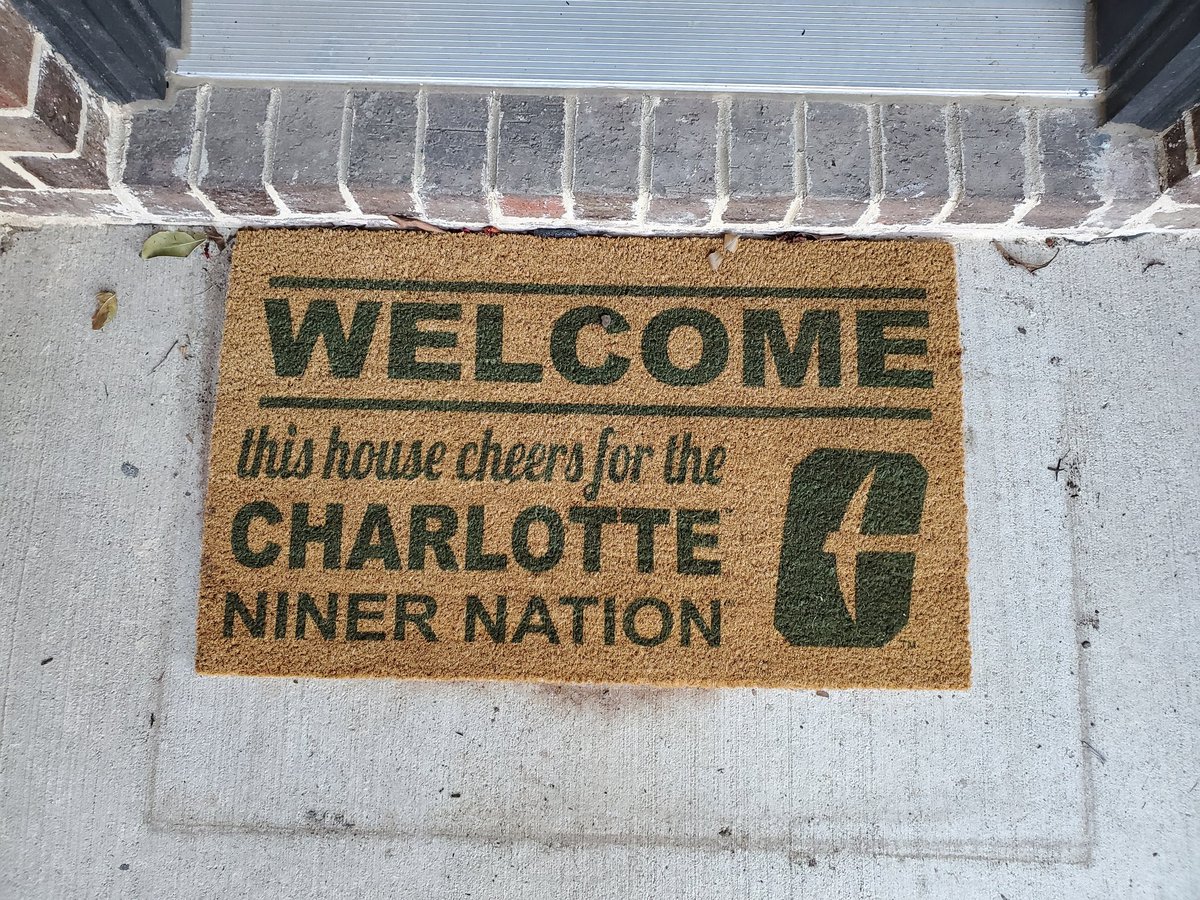 WELCOME
this house cheers for the
CHARLOTTE
NINER NATION